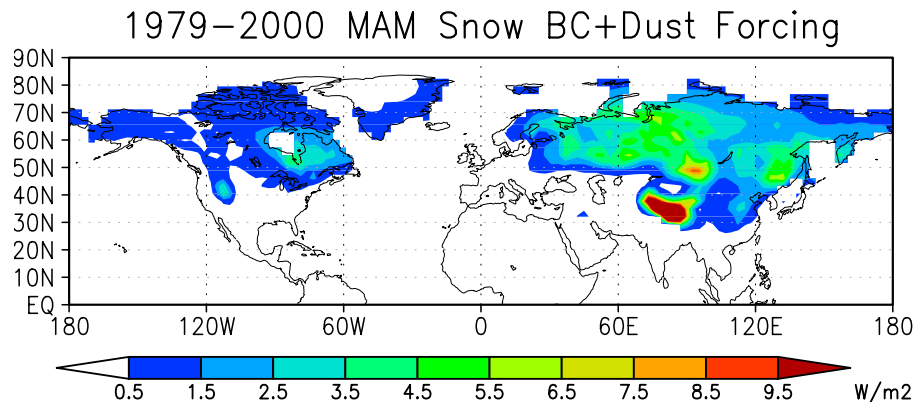 1979-2000 MAM Snow BC+Dust Forcing
90N
80N
70N
60N
50N
40N
30N
20N
10N
EQ
180 120W 60W 0 60E 120E 180
0.5 1.5 2.5 3.5 4.5 5.5 6.5 7.5 8.5 9.5 W/m2